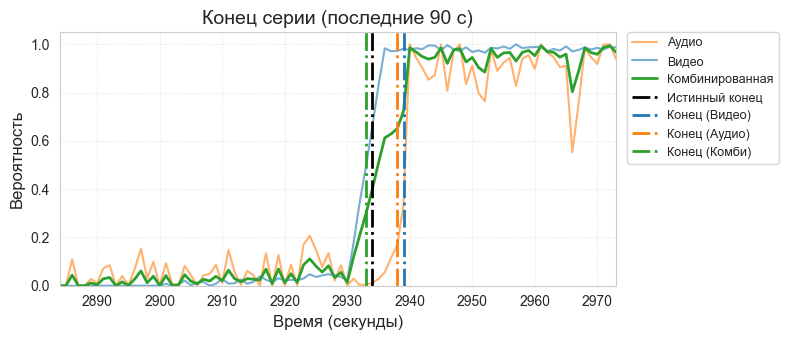 Конец серии (последние 90 с)
Вероятность
1.0
0.8
0.6
0.4
0.2
0.0
2890 2900 2910 2920 2930 2940 2950 2960 2970
Время (секунды)
Аудио
Видео
Комбинированная
Истинный конец
Конец (Видео)
Конец (Аудио)
Конец (Комби)